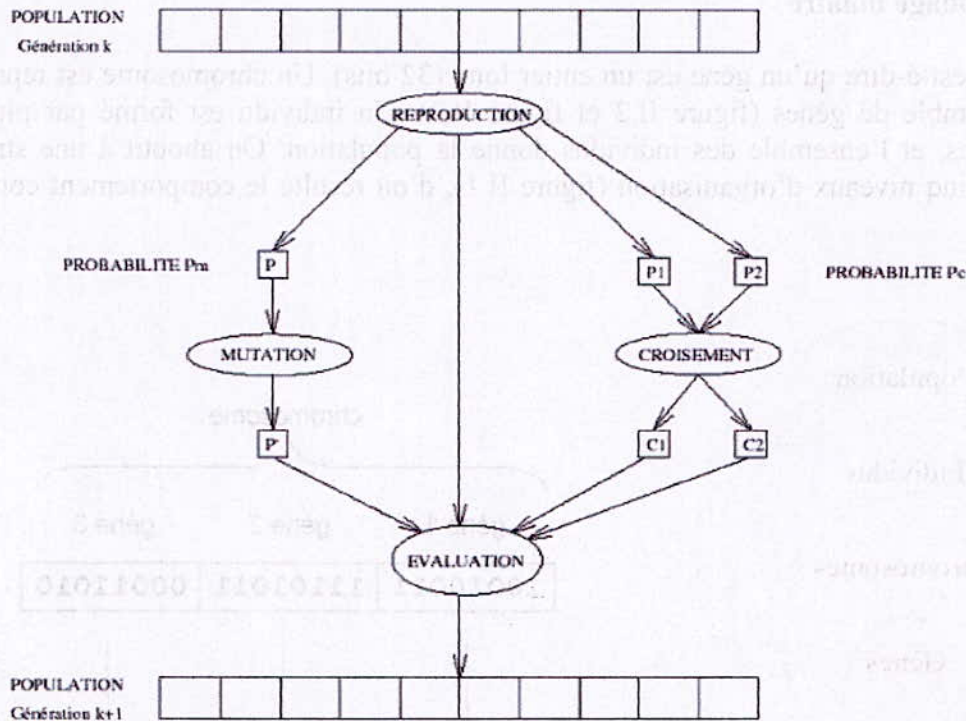 POPULATION
Génération k
REPRODUCTION
PROBABILITE Pm
P
P1
P2
PROBABILITE Pc
MUTATION
CROISEMENT
P'
C1
C2
EVALUATION
POPULATION
Génération k+1